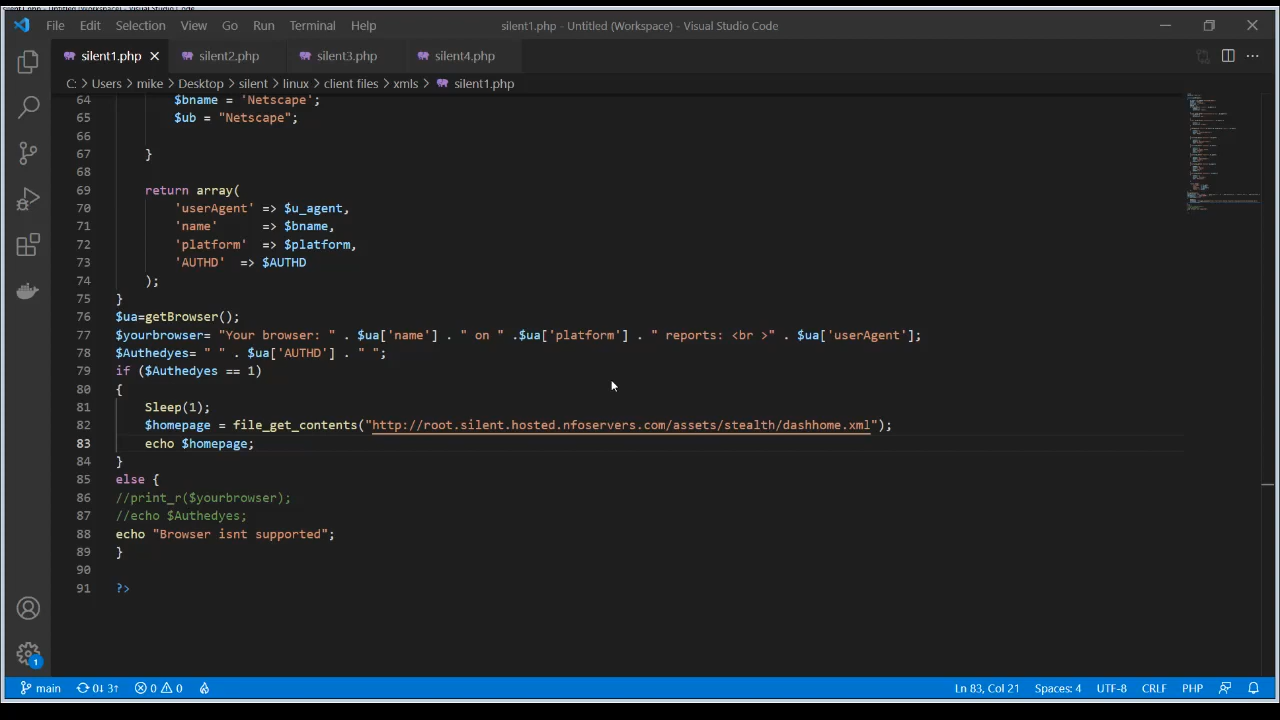 File Edit Selection View Go Run Terminal Help silent1.php - Untitled (Workspace) - Visual Studio Code
silent1.php silent2.php silent3.php silent4.php
C: > Users > mike > Desktop > silent > linux > client files > xmls > silent1.php
64 $bname = 'Netscape';
65 $ub = "Netscape";
66
67 }
68
69 return array(
70 'userAgent' => $u_agent,
71 'name' => $bname,
72 'platform' => $platform,
73 'AUTHD' => $AUTHD
74 );
75 }
76 $ua=getBrowser();
77 $yourbrowser= "Your browser: " . $ua['name'] . " on " .$ua['platform'] . " reports: <br >" . $ua['userAgent'];
78 $Authedyes= " " . $ua['AUTHD'] . " ";
79 if ($Authedyes == 1)
80 {
81 Sleep(1);
82 $homepage = file_get_contents("http://root.silent.hosted.nfoservers.com/assets/stealth/dashhome.xml");
83 echo $homepage;
84 }
85 else {
86 //print_r($yourbrowser);
87 //echo $Authedyes;
88 echo "Browser isnt supported";
89 }
90
91 ?>
1 main 0↓ 3↑ 0 0 Ln 83, Col 21 Spaces: 4 UTF-8 CRLF PHP